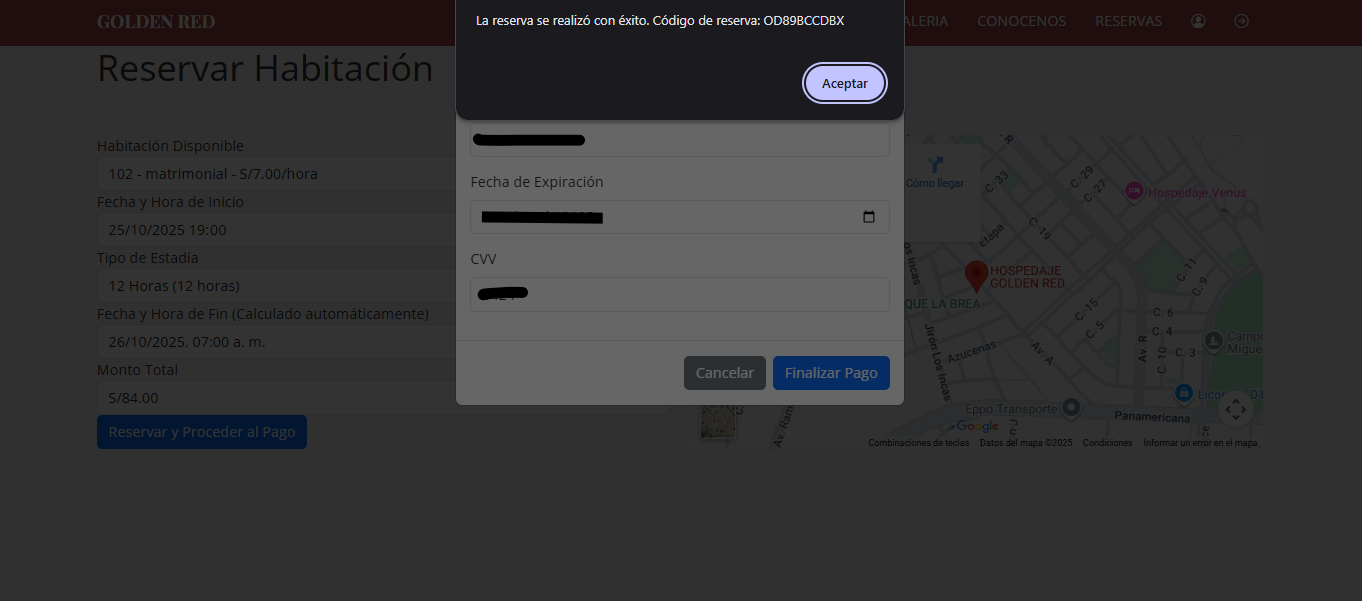 GOLDEN RED
La reserva se realizó con éxito. Código de reserva: OD89BCCDBX
ALERIA CONOCENOS RESERVAS
Aceptar
Reservar Habitación
Habitación Disponible
102 - matrimonial - S/7.00/hora
Fecha y Hora de Inicio
25/10/2025 19:00
Tipo de Estadía
12 Horas (12 horas)
Fecha y Hora de Fin (Calculado automáticamente)
26/10/2025, 07:00 a. m.
Monto Total
S/84.00
Reservar y Proceder al Pago
Fecha de Expiración
CVV
Cancelar
Finalizar Pago
Cómo llegar
C. 33
C. 29
C. 27
Hospedaje Venus
C. 19
Etapa
os Incas
HOSPEDAJE
GOLDEN RED
QUE LA BREA
C. 11
C. 9
C. 15
C. 5
C. 6
C. 4
C. 3
C. 10
Av. R
Av. A
Campo
Migue
Jirón Los Incas
Azucenas
Licorer
Eppo Transporte
Panamericana
Av. Ram
Google
Combinaciones de teclas Datos del mapa ©2025 Condiciones Informar un error en el mapa